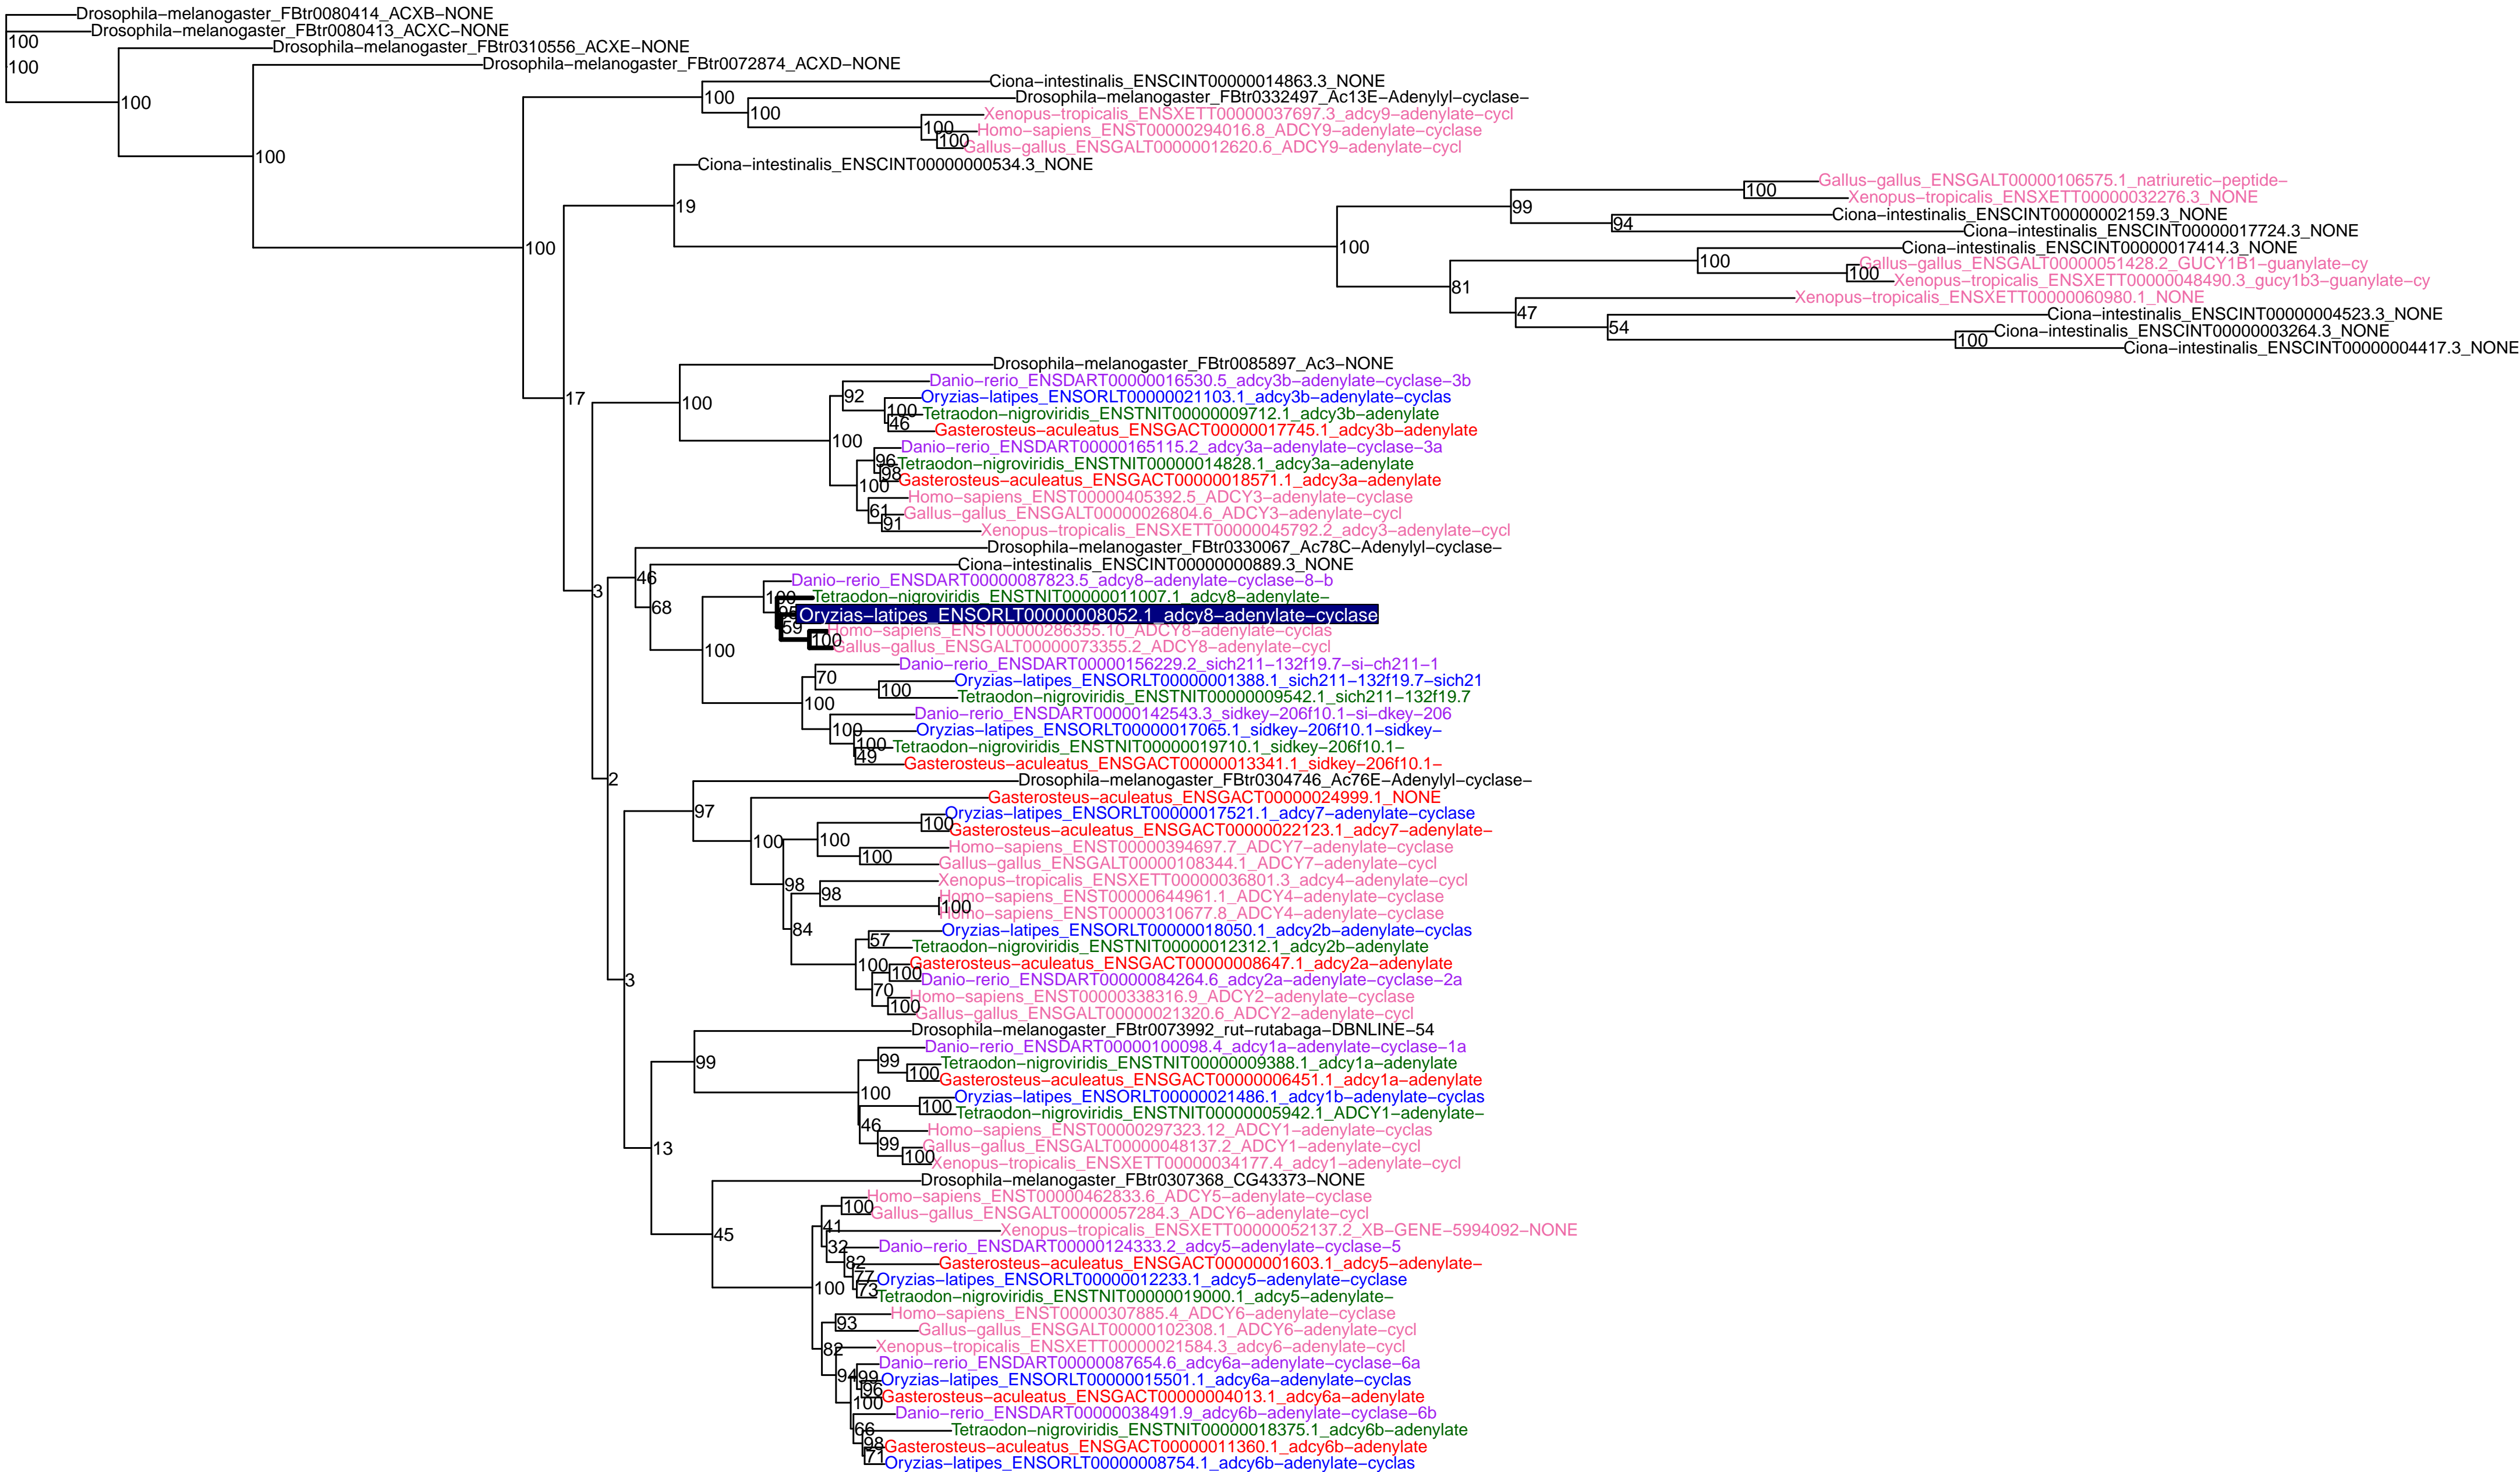 Drosophila−melanogaster_FBtr0080414_ACXB−NONE
Drosophila−melanogaster_FBtr0080413_ACXC−NONE
100
Drosophila−melanogaster_FBtr0310556_ACXE−NONE
100
Drosophila−melanogaster_FBtr0072874_ACXD−NONE
Ciona−intestinalis_ENSCINT00000014863.3_NONE
100
100
Drosophila−melanogaster_FBtr0332497_Ac13E−Adenylyl−cyclase−
100
Xenopus−tropicalis_ENSXETT00000037697.3_adcy9−adenylate−cycl
100
Homo−sapiens_ENST00000294016.8_ADCY9−adenylate−cyclase
100
Gallus−gallus_ENSGALT00000012620.6_ADCY9−adenylate−cycl
100
Ciona−intestinalis_ENSCINT00000000534.3_NONE
Gallus−gallus_ENSGALT00000106575.1_natriuretic−peptide−
100
Xenopus−tropicalis_ENSXETT00000032276.3_NONE
19
99
Ciona−intestinalis_ENSCINT00000002159.3_NONE
94
Ciona−intestinalis_ENSCINT00000017724.3_NONE
100
100
Ciona−intestinalis_ENSCINT00000017414.3_NONE
100
Gallus−gallus_ENSGALT00000051428.2_GUCY1B1−guanylate−cy
100
Xenopus−tropicalis_ENSXETT00000048490.3_gucy1b3−guanylate−cy
81
Xenopus−tropicalis_ENSXETT00000060980.1_NONE
47
Ciona−intestinalis_ENSCINT00000004523.3_NONE
54
Ciona−intestinalis_ENSCINT00000003264.3_NONE
100
Ciona−intestinalis_ENSCINT00000004417.3_NONE
Drosophila−melanogaster_FBtr0085897_Ac3−NONE
Danio−rerio_ENSDART00000016530.5_adcy3b−adenylate−cyclase−3b
92
Oryzias−latipes_ENSORLT00000021103.1_adcy3b−adenylate−cyclas
17
100
100
Tetraodon−nigroviridis_ENSTNIT00000009712.1_adcy3b−adenylate
46
Gasterosteus−aculeatus_ENSGACT00000017745.1_adcy3b−adenylate
100
Danio−rerio_ENSDART00000165115.2_adcy3a−adenylate−cyclase−3a
96
Tetraodon−nigroviridis_ENSTNIT00000014828.1_adcy3a−adenylate
98
Gasterosteus−aculeatus_ENSGACT00000018571.1_adcy3a−adenylate
100
Homo−sapiens_ENST00000405392.5_ADCY3−adenylate−cyclase
61
Gallus−gallus_ENSGALT00000026804.6_ADCY3−adenylate−cycl
91
Xenopus−tropicalis_ENSXETT00000045792.2_adcy3−adenylate−cycl
Drosophila−melanogaster_FBtr0330067_Ac78C−Adenylyl−cyclase−
Ciona−intestinalis_ENSCINT00000000889.3_NONE
46
Danio−rerio_ENSDART00000087823.5_adcy8−adenylate−cyclase−8−b
3
100
Tetraodon−nigroviridis_ENSTNIT00000011007.1_adcy8−adenylate−
68
95
Oryzias−latipes_ENSORLT00000008052.1_adcy8−adenylate−cyclase
59
Homo−sapiens_ENST00000286355.10_ADCY8−adenylate−cyclas
100
Gallus−gallus_ENSGALT00000073355.2_ADCY8−adenylate−cycl
100
Danio−rerio_ENSDART00000156229.2_sich211−132f19.7−si−ch211−1
70
Oryzias−latipes_ENSORLT00000001388.1_sich211−132f19.7−sich21
100
Tetraodon−nigroviridis_ENSTNIT00000009542.1_sich211−132f19.7
100
Danio−rerio_ENSDART00000142543.3_sidkey−206f10.1−si−dkey−206
100
Oryzias−latipes_ENSORLT00000017065.1_sidkey−206f10.1−sidkey−
100
Tetraodon−nigroviridis_ENSTNIT00000019710.1_sidkey−206f10.1−
49
Gasterosteus−aculeatus_ENSGACT00000013341.1_sidkey−206f10.1−
2
Drosophila−melanogaster_FBtr0304746_Ac76E−Adenylyl−cyclase−
Gasterosteus−aculeatus_ENSGACT00000024999.1_NONE
97
Oryzias−latipes_ENSORLT00000017521.1_adcy7−adenylate−cyclase
100
Gasterosteus−aculeatus_ENSGACT00000022123.1_adcy7−adenylate−
100
100
Homo−sapiens_ENST00000394697.7_ADCY7−adenylate−cyclase
100
Gallus−gallus_ENSGALT00000108344.1_ADCY7−adenylate−cycl
98
Xenopus−tropicalis_ENSXETT00000036801.3_adcy4−adenylate−cycl
98
Homo−sapiens_ENST00000644961.1_ADCY4−adenylate−cyclase
100
Homo−sapiens_ENST00000310677.8_ADCY4−adenylate−cyclase
84
Oryzias−latipes_ENSORLT00000018050.1_adcy2b−adenylate−cyclas
57
Tetraodon−nigroviridis_ENSTNIT00000012312.1_adcy2b−adenylate
100
Gasterosteus−aculeatus_ENSGACT00000008647.1_adcy2a−adenylate
100
Danio−rerio_ENSDART00000084264.6_adcy2a−adenylate−cyclase−2a
3
70
Homo−sapiens_ENST00000338316.9_ADCY2−adenylate−cyclase
100
Gallus−gallus_ENSGALT00000021320.6_ADCY2−adenylate−cycl
Drosophila−melanogaster_FBtr0073992_rut−rutabaga−DBNLINE−54
Danio−rerio_ENSDART00000100098.4_adcy1a−adenylate−cyclase−1a
99
99
Tetraodon−nigroviridis_ENSTNIT00000009388.1_adcy1a−adenylate
100
Gasterosteus−aculeatus_ENSGACT00000006451.1_adcy1a−adenylate
100
Oryzias−latipes_ENSORLT00000021486.1_adcy1b−adenylate−cyclas
100
Tetraodon−nigroviridis_ENSTNIT00000005942.1_ADCY1−adenylate−
46
Homo−sapiens_ENST00000297323.12_ADCY1−adenylate−cyclas
99
Gallus−gallus_ENSGALT00000048137.2_ADCY1−adenylate−cycl
13
100
Xenopus−tropicalis_ENSXETT00000034177.4_adcy1−adenylate−cycl
Drosophila−melanogaster_FBtr0307368_CG43373−NONE
Homo−sapiens_ENST00000462833.6_ADCY5−adenylate−cyclase
100
Gallus−gallus_ENSGALT00000057284.3_ADCY6−adenylate−cycl
41
Xenopus−tropicalis_ENSXETT00000052137.2_XB−GENE−5994092−NONE
45
32
Danio−rerio_ENSDART00000124333.2_adcy5−adenylate−cyclase−5
82
Gasterosteus−aculeatus_ENSGACT00000001603.1_adcy5−adenylate−
77
Oryzias−latipes_ENSORLT00000012233.1_adcy5−adenylate−cyclase
100
73
Tetraodon−nigroviridis_ENSTNIT00000019000.1_adcy5−adenylate−
Homo−sapiens_ENST00000307885.4_ADCY6−adenylate−cyclase
93
Gallus−gallus_ENSGALT00000102308.1_ADCY6−adenylate−cycl
82
Xenopus−tropicalis_ENSXETT00000021584.3_adcy6−adenylate−cycl
Danio−rerio_ENSDART00000087654.6_adcy6a−adenylate−cyclase−6a
94
99
Oryzias−latipes_ENSORLT00000015501.1_adcy6a−adenylate−cyclas
96
Gasterosteus−aculeatus_ENSGACT00000004013.1_adcy6a−adenylate
100
Danio−rerio_ENSDART00000038491.9_adcy6b−adenylate−cyclase−6b
66
Tetraodon−nigroviridis_ENSTNIT00000018375.1_adcy6b−adenylate
98
Gasterosteus−aculeatus_ENSGACT00000011360.1_adcy6b−adenylate
71
Oryzias−latipes_ENSORLT00000008754.1_adcy6b−adenylate−cyclas